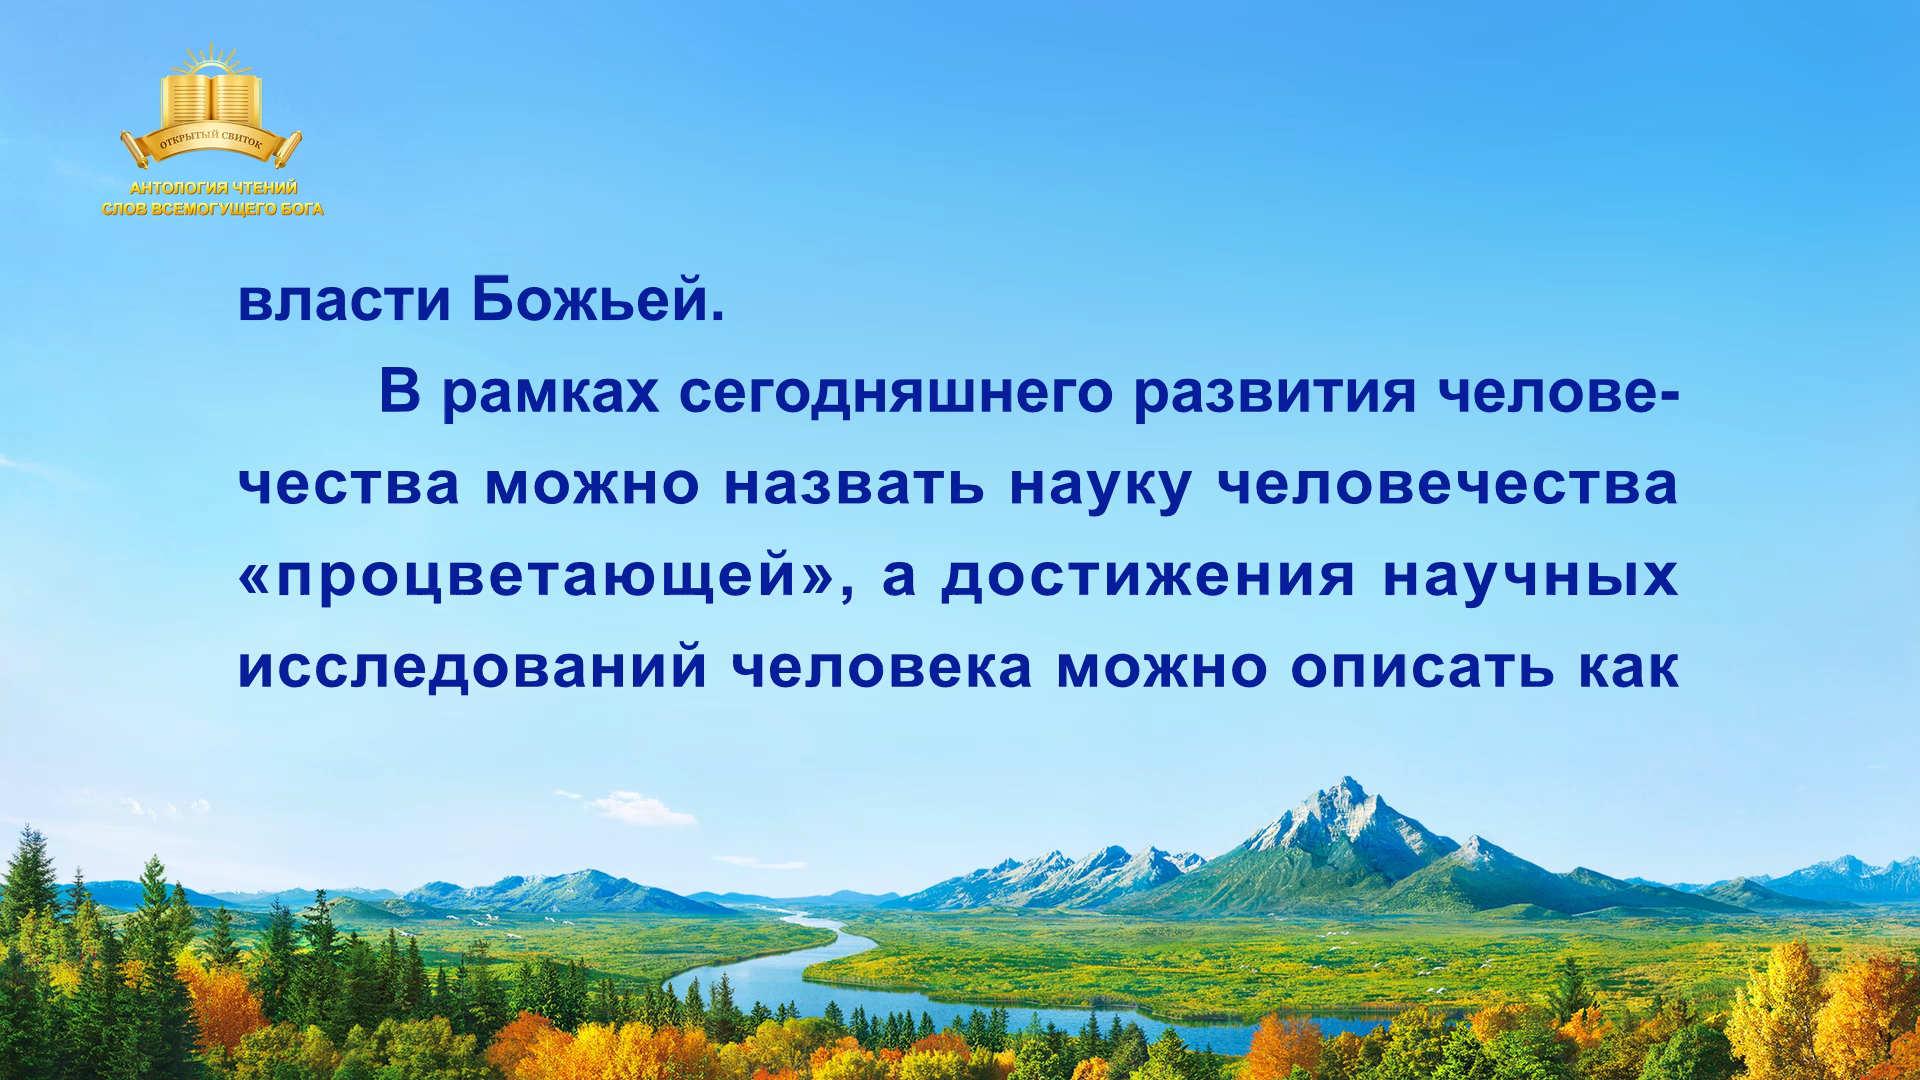 ОТКРЫТЫЙ СВИТОК
АНТОЛОГИЯ ЧТЕНИЙ
СЛОВ ВСЕМОГУЩЕГО БОГА
власти Божьей.
В рамках сегодняшнего развития челове-
чества можно назвать науку человечества
«процветающей», а достижения научных
исследований человека можно описать как